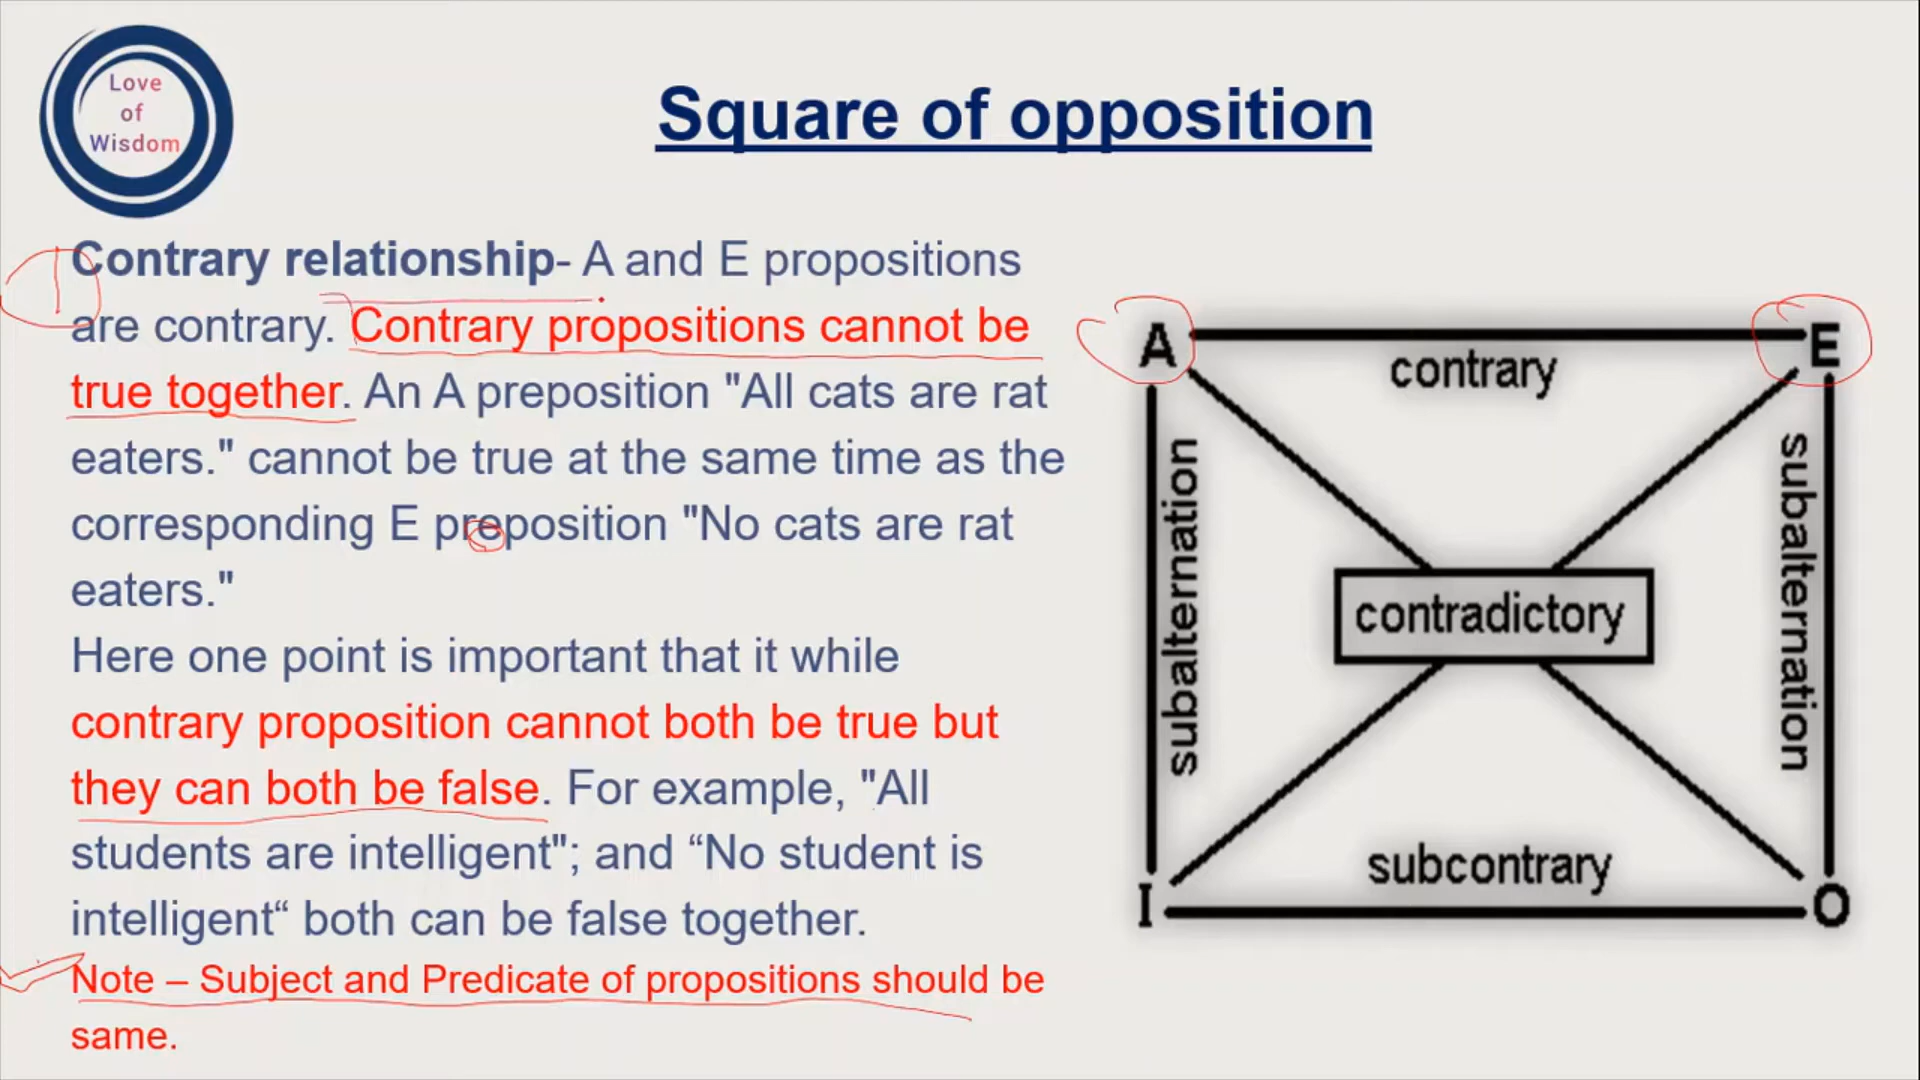 Love
of
Wisdom
Square of opposition
Contrary relationship- A and E propositions
are contrary. Contrary propositions cannot be
true together. An A preposition "All cats are rat
eaters." cannot be true at the same time as the
corresponding E preposition "No cats are rat
eaters."
Here one point is important that it while
contrary proposition cannot both be true but
they can both be false. For example, "All
students are intelligent"; and “No student is
intelligent“ both can be false together.
Note – Subject and Predicate of propositions should be
same.
1
A
E
contrary
subalternation
subalternation
contradictory
subcontrary
I
O